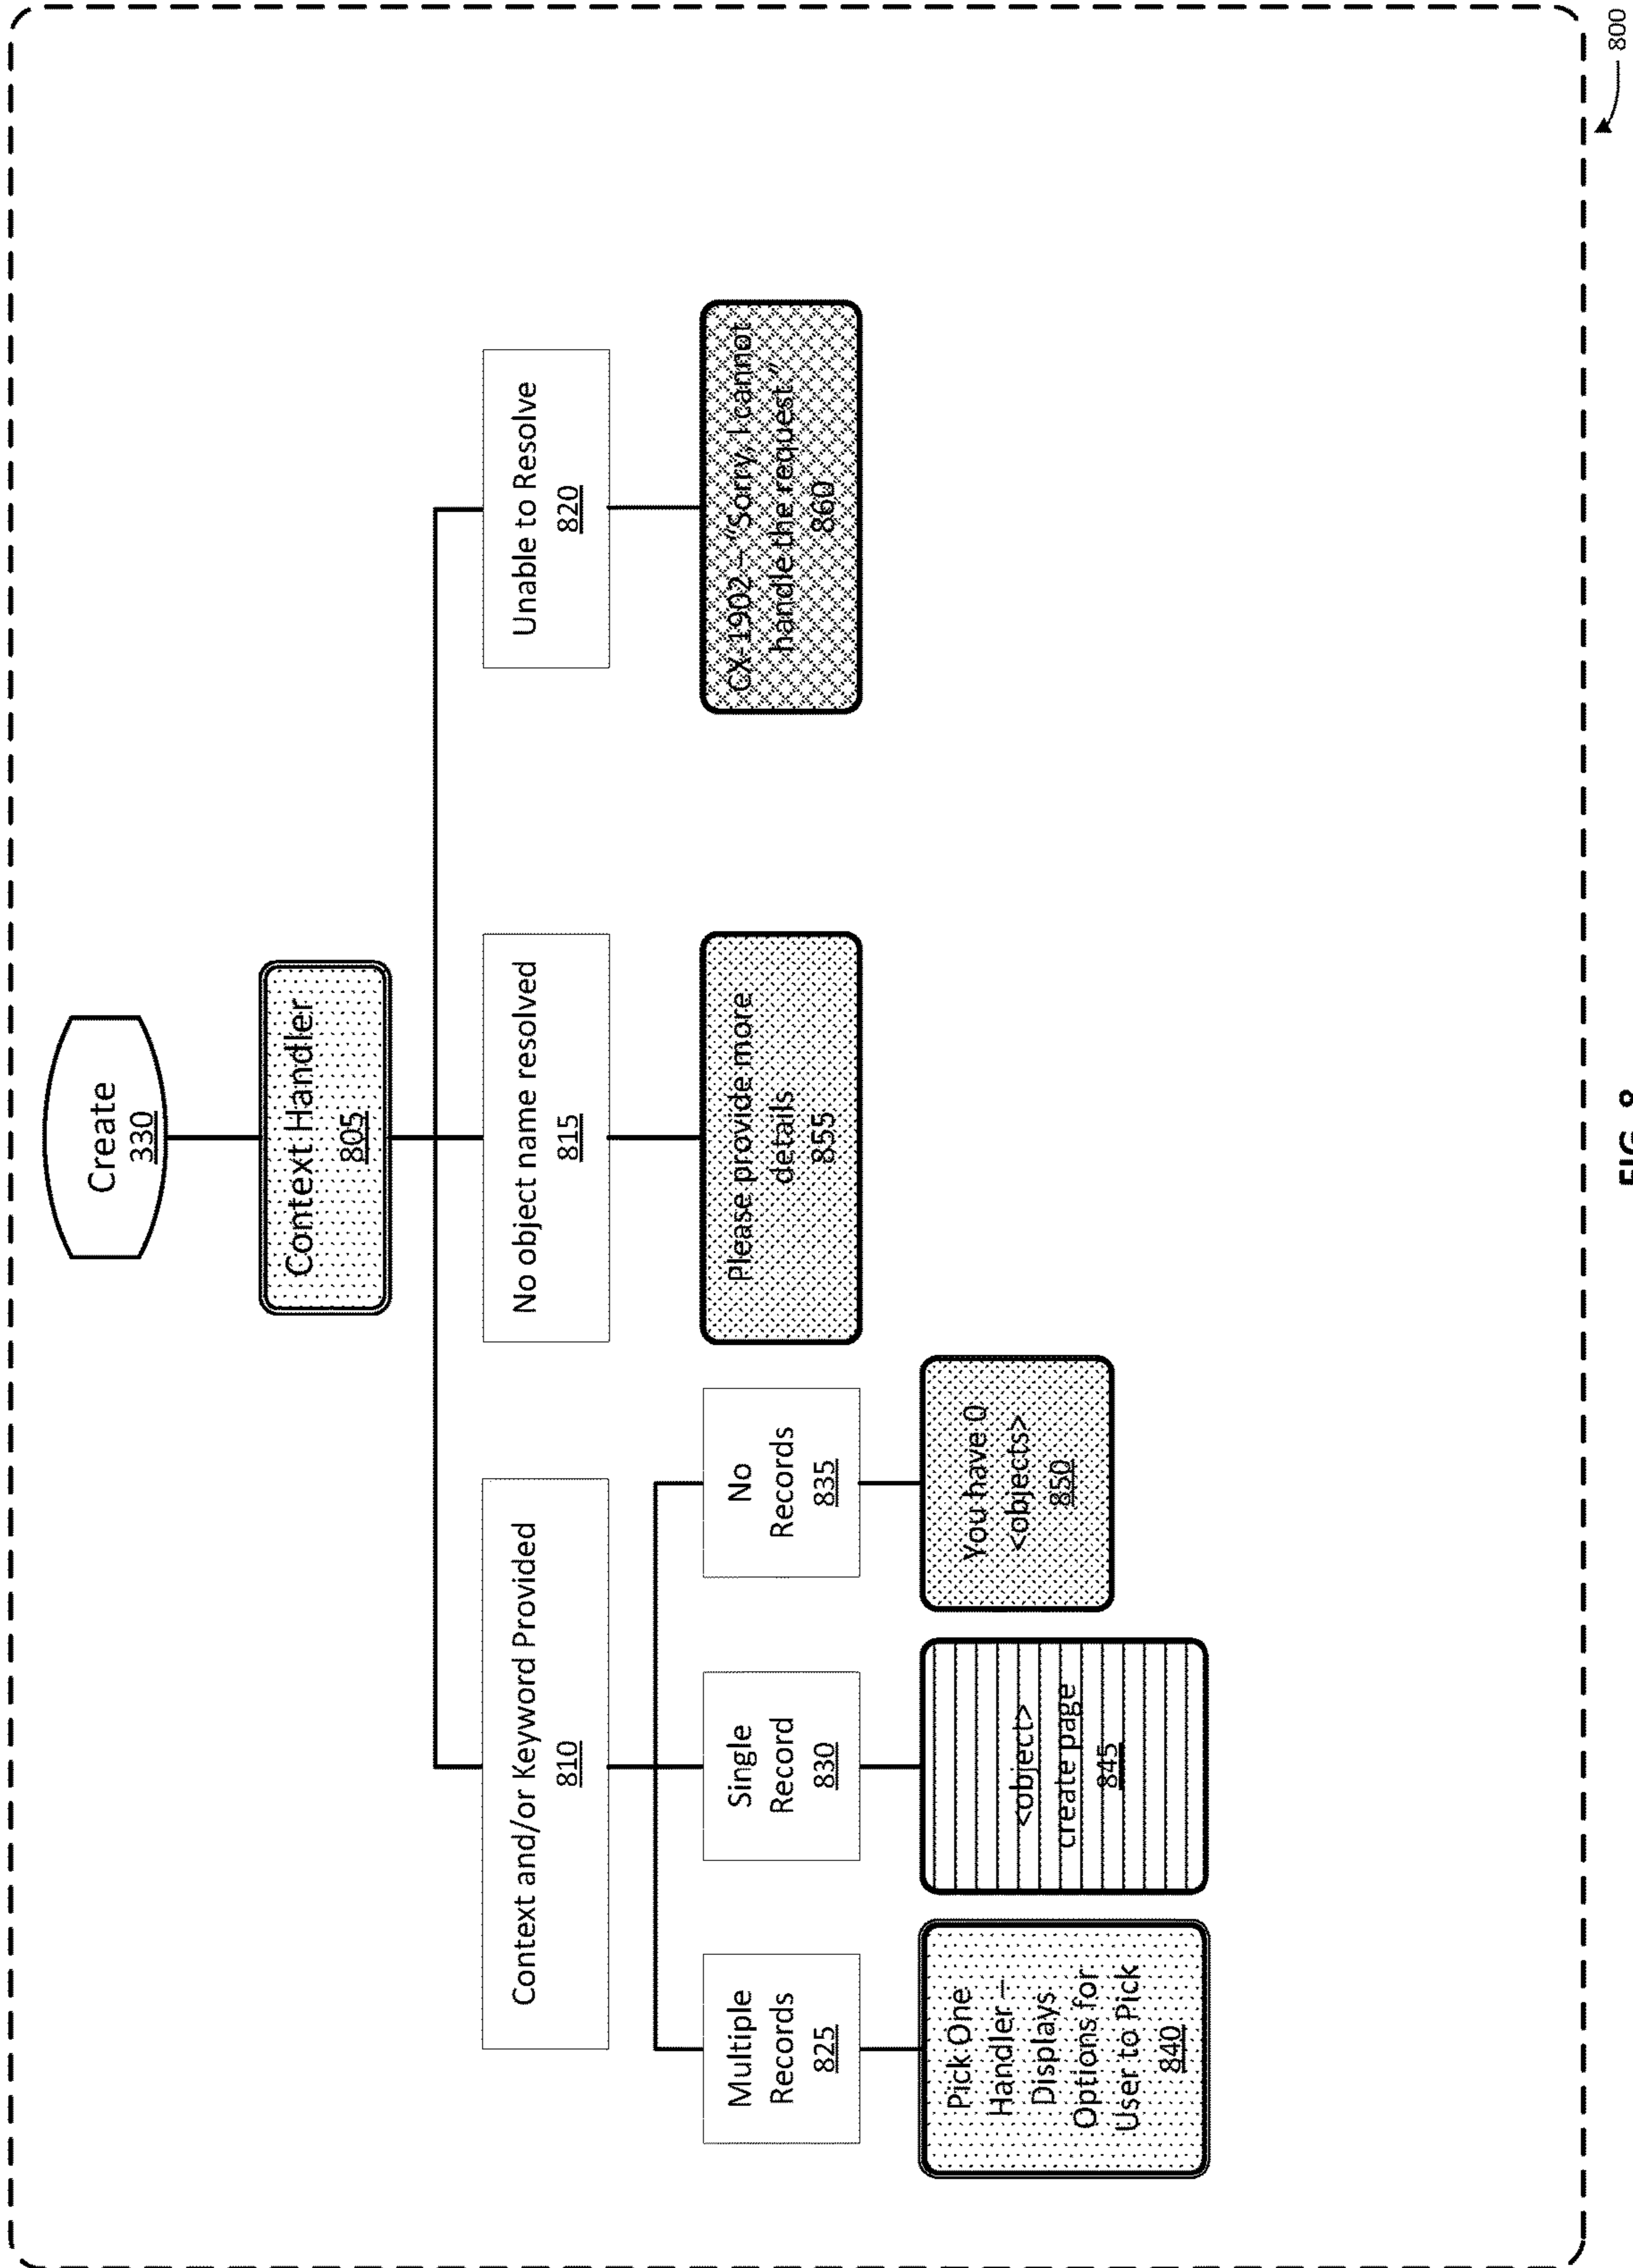 Create
330
Context Handler
805
Context and/or Keyword Provided
810
No object name resolved
815
Unable to Resolve
820
Multiple
Records
825
Single
Record
830
No
Records
835
Please provide more
details
855
CX-1902 – "Sorry, I cannot
handle the request"
860
Pick One
Handler –
Displays
Options for
User to Pick
840
<object>
create page
845
You have 0
<objects>
850
800
FIG. 8